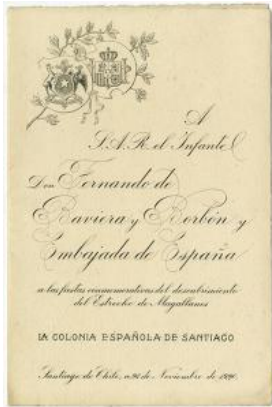 A
S.A.R. el Infante
Don Fernando de
Baviera y Borbón y
Embajada de España
a las fiestas conmemorativas del descubrimiento
del Estrecho de Magallanes
LA COLONIA ESPAÑOLA DE SANTIAGO
Santiago de Chile, a de Noviembre de